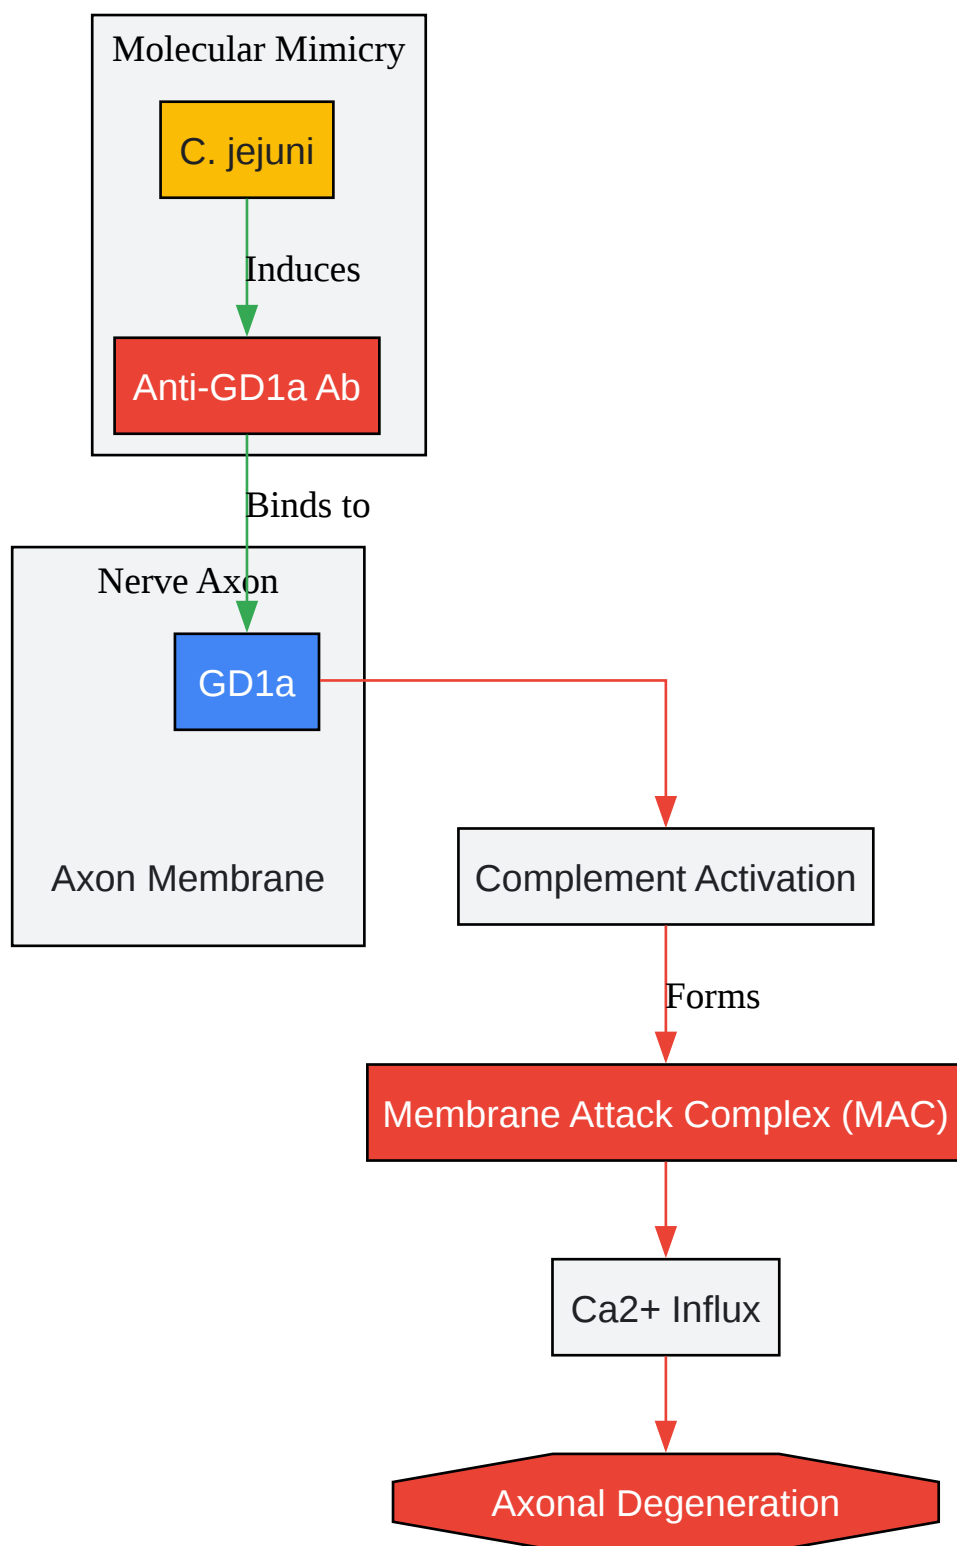 Molecular Mimicry
C. jejuni
Induces
Anti-GD1a Ab
Binds to
Nerve Axon
GD1a
Axon Membrane
Complement Activation
Forms
Membrane Attack Complex (MAC)
Ca2+ Influx
Axonal Degeneration